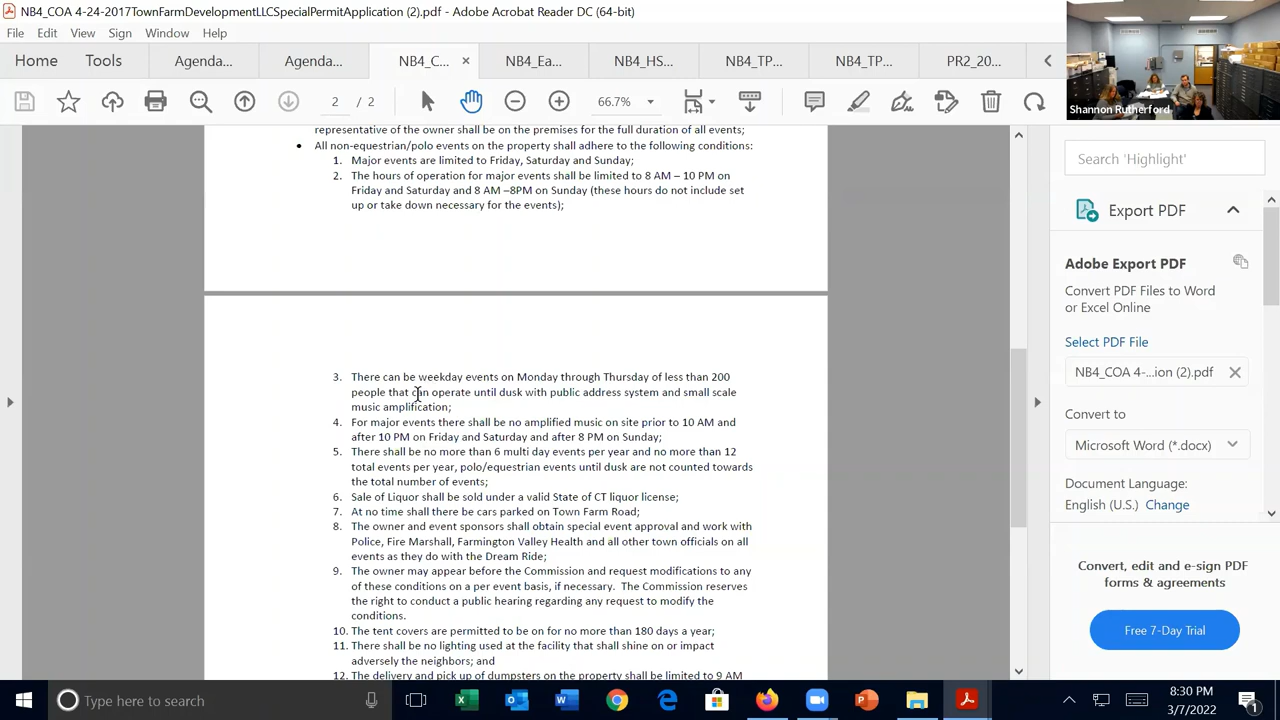 NB4_COA 4-24-2017TownFarmDevelopmentLLCSpecialPermitApplication (2).pdf - Adobe Acrobat Reader DC (64-bit)
File Edit View Sign Window Help
Home Tools Agenda... Agenda... NB4_C... × NB4_Ea... NB4_HS... NB4_TP... NB4_TP... PR2_20...
2 / 2 66.7%
Shannon Rutherford
representative of the owner shall be on the premises for the full duration of all events;
• All non-equestrian/polo events on the property shall adhere to the following conditions:
1. Major events are limited to Friday, Saturday and Sunday;
2. The hours of operation for major events shall be limited to 8 AM – 10 PM on
Friday and Saturday and 8 AM –8PM on Sunday (these hours do not include set
up or take down necessary for the events);
3. There can be weekday events on Monday through Thursday of less than 200
people that can operate until dusk with public address system and small scale
music amplification;
4. For major events there shall be no amplified music on site prior to 10 AM and
after 10 PM on Friday and Saturday and after 8 PM on Sunday;
5. There shall be no more than 6 multi day events per year and no more than 12
total events per year, polo/equestrian events until dusk are not counted towards
the total number of events;
6. Sale of Liquor shall be sold under a valid State of CT liquor license;
7. At no time shall there be cars parked on Town Farm Road;
8. The owner and event sponsors shall obtain special event approval and work with
Police, Fire Marshall, Farmington Valley Health and all other town officials on all
events as they do with the Dream Ride;
9. The owner may appear before the Commission and request modifications to any
of these conditions on a per event basis, if necessary. The Commission reserves
the right to conduct a public hearing regarding any request to modify the
conditions.
10. The tent covers are permitted to be on for no more than 180 days a year;
11. There shall be no lighting used at the facility that shall shine on or impact
adversely the neighbors; and
12. The delivery and pick up of dumpsters on the property shall be limited to 9 AM
Search 'Highlight'
Export PDF
Adobe Export PDF
Convert PDF Files to Word
or Excel Online
Select PDF File
NB4_COA 4-...ion (2).pdf
Convert to
Microsoft Word (*.docx)
Document Language:
English (U.S.) Change
Convert, edit and e-sign PDF
forms & agreements
Free 7-Day Trial
Type here to search
8:30 PM
3/7/2022
1